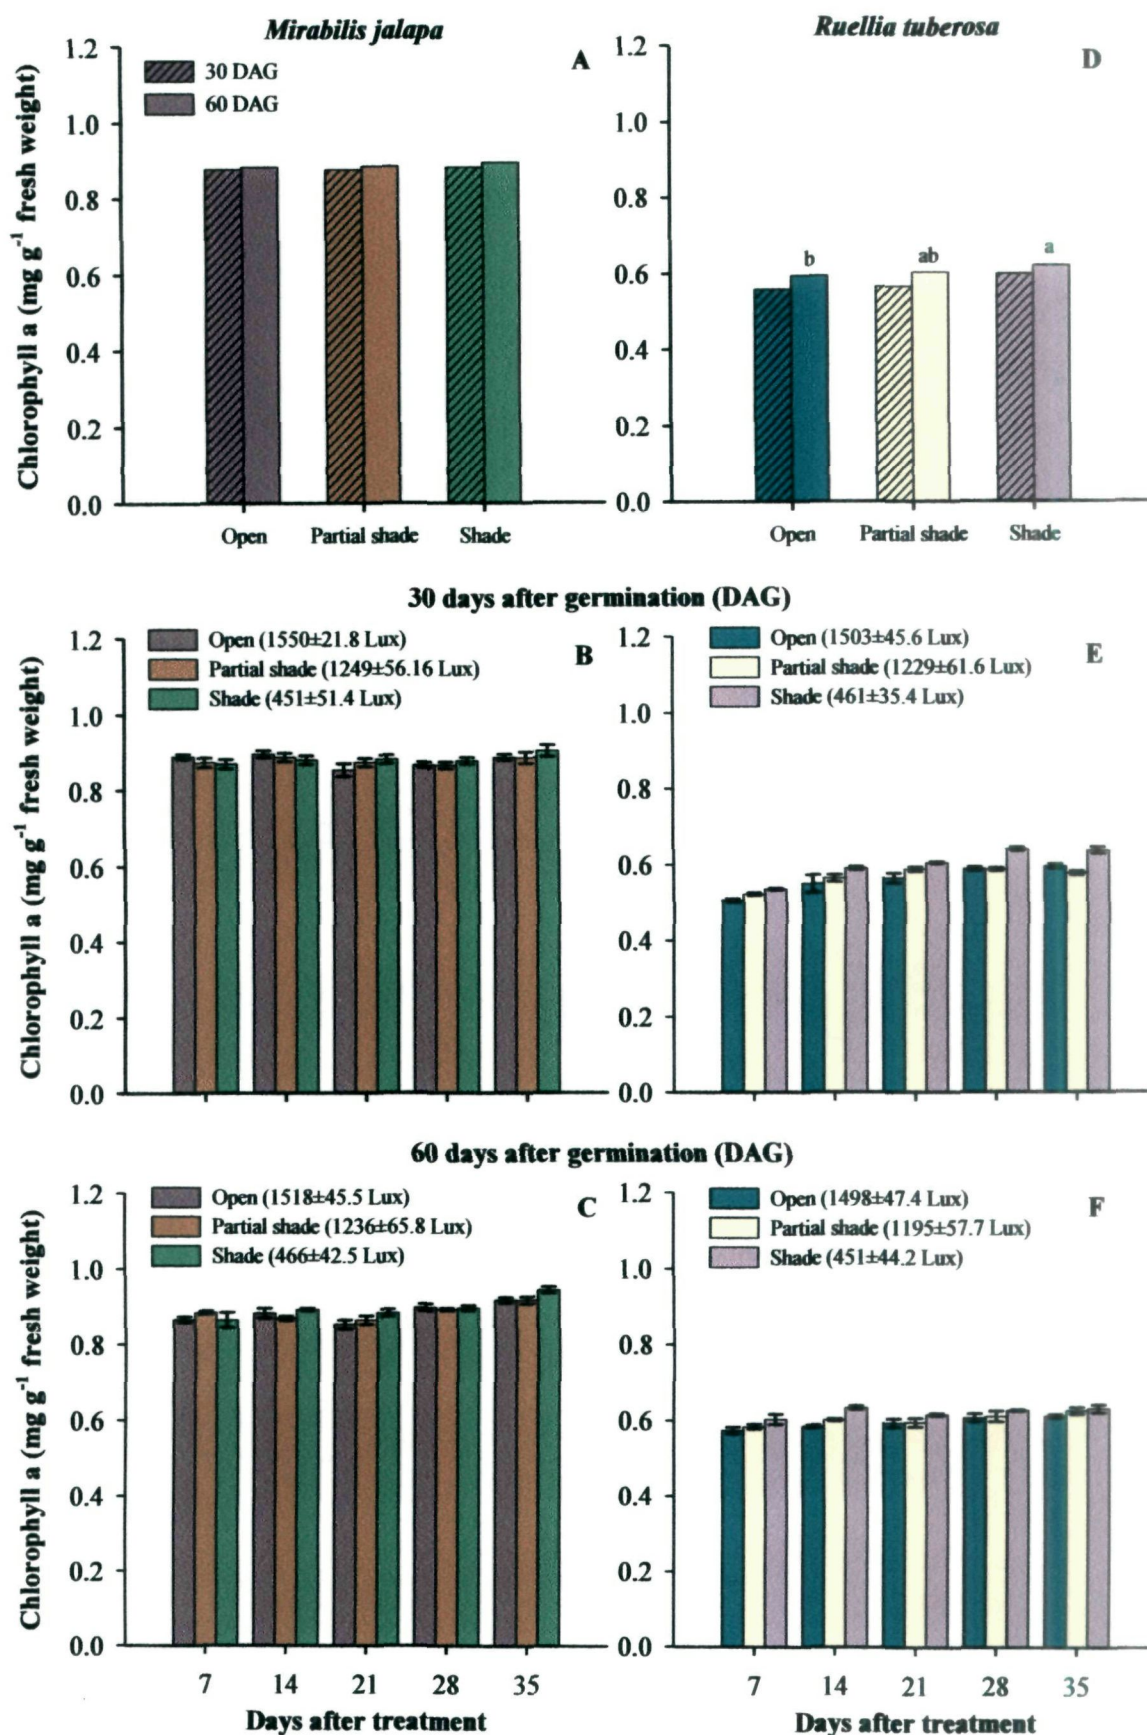 Mirabilis jalapa
Ruellia tuberosa
A
D
30 DAG
60 DAG
Chlorophyll a (mg g⁻¹ fresh weight)
1.2
1.0
0.8
0.6
0.4
0.2
0.0
Open Partial shade Shade
1.2
1.0
0.8
0.6
0.4
0.2
0.0
b ab a
Open Partial shade Shade
30 days after germination (DAG)
B
Open (1550±21.8 Lux)
Partial shade (1249±56.16 Lux)
Shade (451±51.4 Lux)
Chlorophyll a (mg g⁻¹ fresh weight)
1.2
1.0
0.8
0.6
0.4
0.2
0.0
E
Open (1503±45.6 Lux)
Partial shade (1229±61.6 Lux)
Shade (461±35.4 Lux)
1.2
1.0
0.8
0.6
0.4
0.2
0.0
60 days after germination (DAG)
C
Open (1518±45.5 Lux)
Partial shade (1236±65.8 Lux)
Shade (466±42.5 Lux)
Chlorophyll a (mg g⁻¹ fresh weight)
1.2
1.0
0.8
0.6
0.4
0.2
0.0
7 14 21 28 35
Days after treatment
F
Open (1498±47.4 Lux)
Partial shade (1195±57.7 Lux)
Shade (451±44.2 Lux)
1.2
1.0
0.8
0.6
0.4
0.2
0.0
7 14 21 28 35
Days after treatment